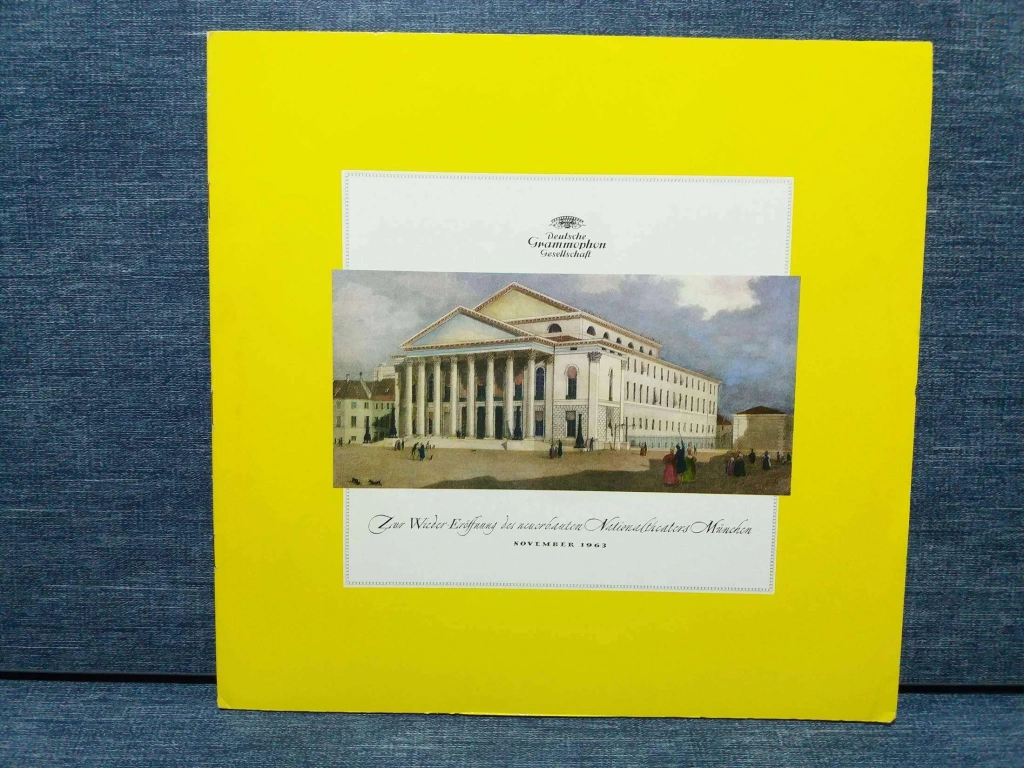 Deutsche
Grammophon
Gesellschaft
Zur Wieder Eröffnung des neuerbauten Nationaltheaters München
NOVEMBER 1963